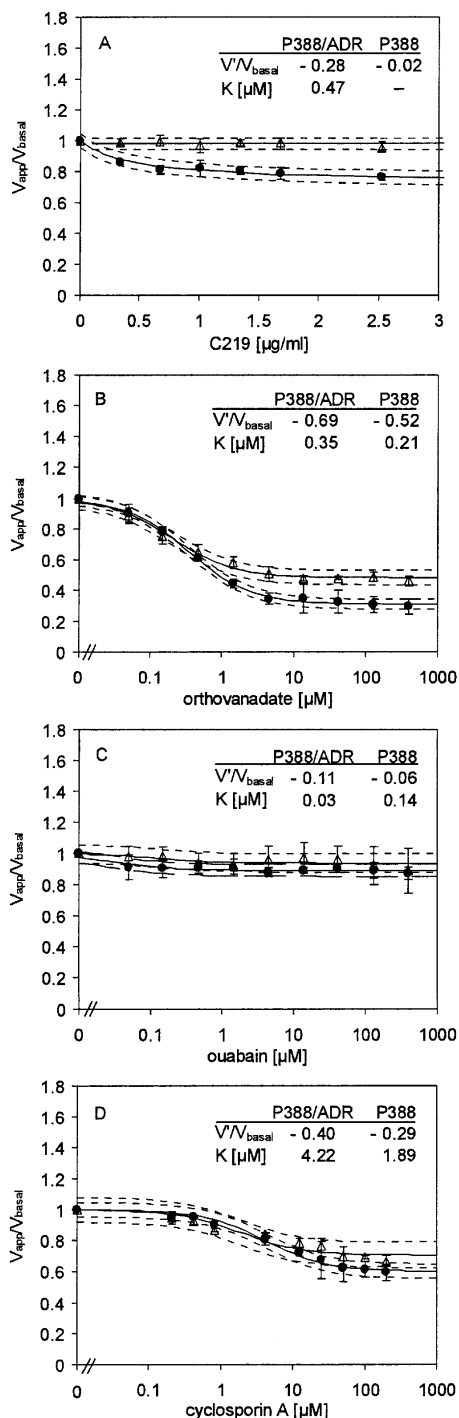 A
P388/ADR P388
V'/Vbasal - 0.28 - 0.02
K [µM] 0.47 –
Vapp/Vbasal
1.8
1.6
1.4
1.2
1
0.8
0.6
0.4
0.2
0
0 0.5 1 1.5 2 2.5 3
C219 [µg/ml]
B
P388/ADR P388
V'/Vbasal - 0.69 - 0.52
K [µM] 0.35 0.21
Vapp/Vbasal
1.8
1.6
1.4
1.2
1
0.8
0.6
0.4
0.2
0
0 0.1 1 10 100 1000
orthovanadate [µM]
C
P388/ADR P388
V'/Vbasal - 0.11 - 0.06
K [µM] 0.03 0.14
Vapp/Vbasal
1.8
1.6
1.4
1.2
1
0.8
0.6
0.4
0.2
0
0 0.1 1 10 100 1000
ouabain [µM]
D
P388/ADR P388
V'/Vbasal - 0.40 - 0.29
K [µM] 4.22 1.89
Vapp/Vbasal
1.8
1.6
1.4
1.2
1
0.8
0.6
0.4
0.2
0
0 0.1 1 10 100 1000
cyclosporin A [µM]